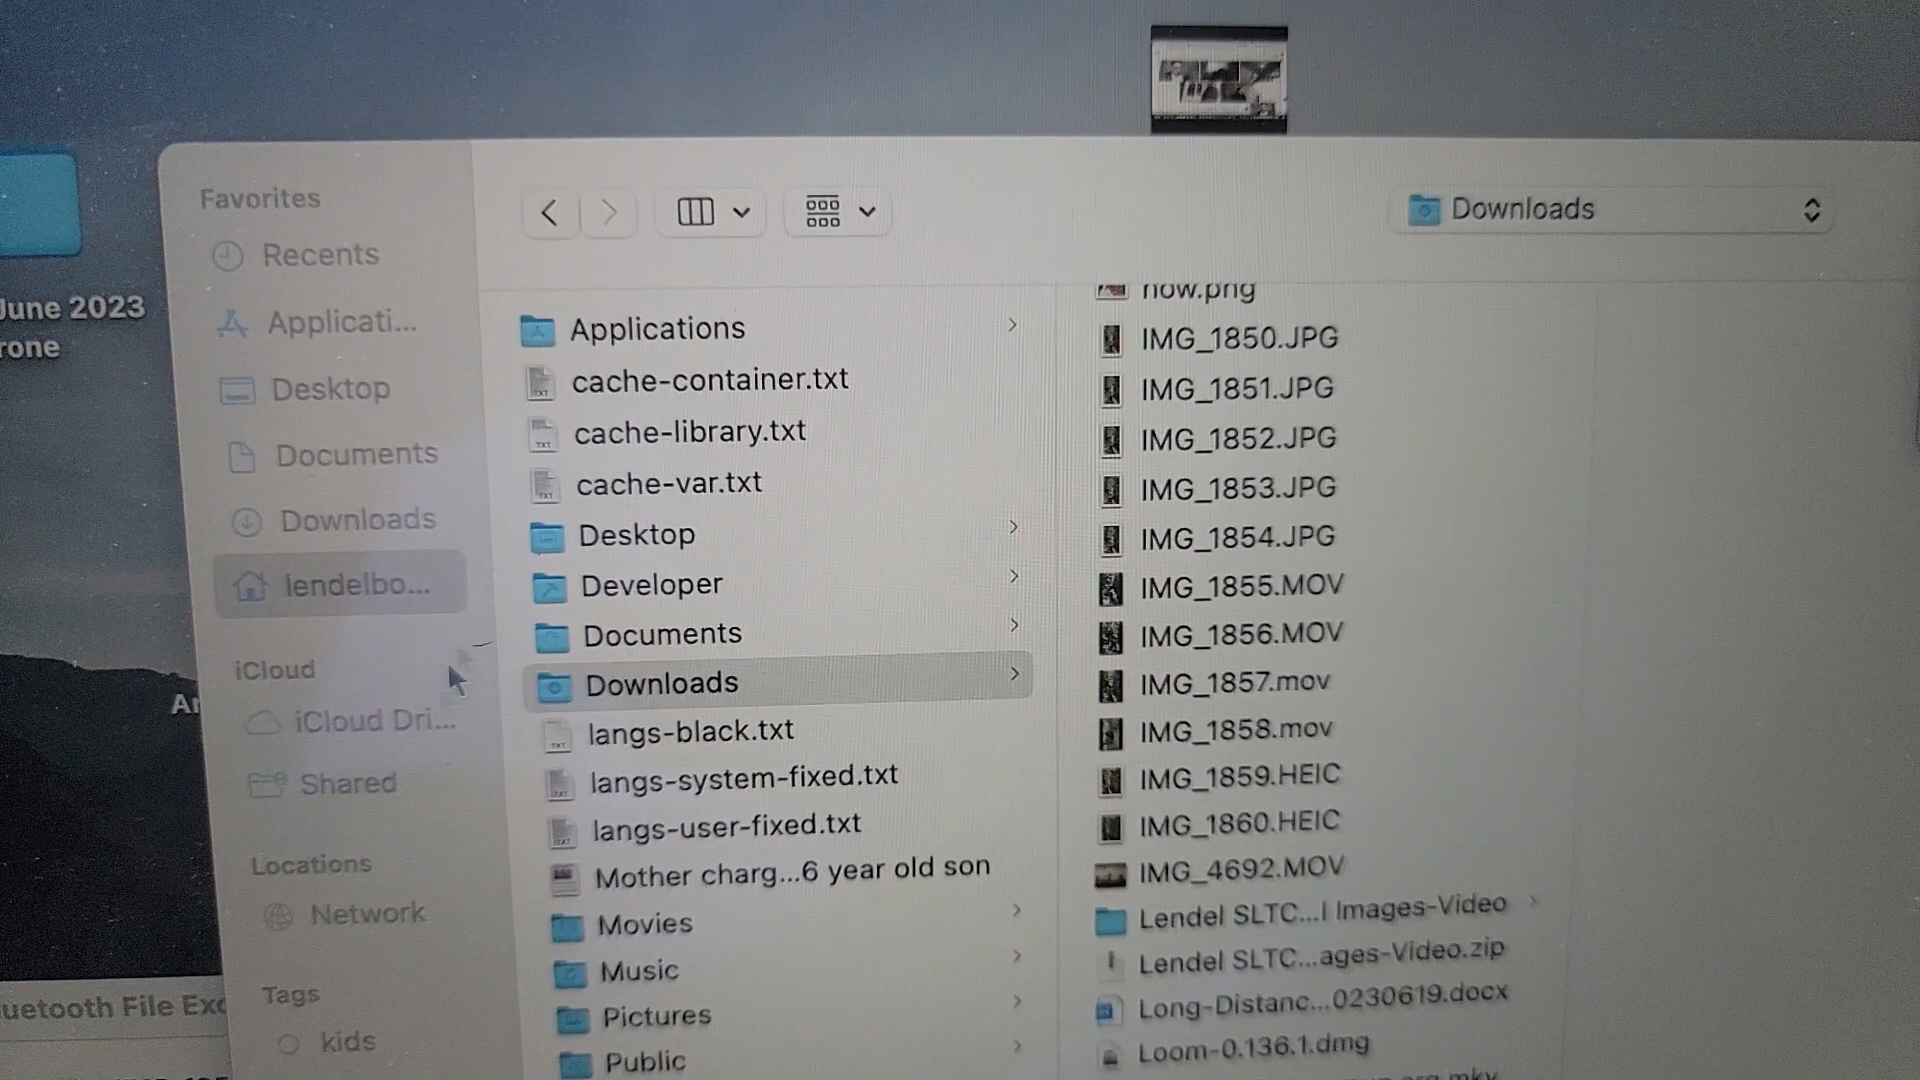 June 2023
rone
Ar
uetooth File Exc
Favorites
Recents
Applicati...
Desktop
Documents
Downloads
lendelbo...
iCloud
iCloud Dri...
Shared
Locations
Network
Tags
kids
Downloads
Applications
cache-container.txt
cache-library.txt
cache-var.txt
Desktop
Developer
Documents
Downloads
langs-black.txt
langs-system-fixed.txt
langs-user-fixed.txt
Mother charg...6 year old son
Movies
Music
Pictures
Public
now.png
IMG_1850.JPG
IMG_1851.JPG
IMG_1852.JPG
IMG_1853.JPG
IMG_1854.JPG
IMG_1855.MOV
IMG_1856.MOV
IMG_1857.mov
IMG_1858.mov
IMG_1859.HEIC
IMG_1860.HEIC
IMG_4692.MOV
Lendel SLTC...l Images-Video
Lendel SLTC...ages-Video.zip
Long-Distanc...0230619.docx
Loom-0.136.1.dmg